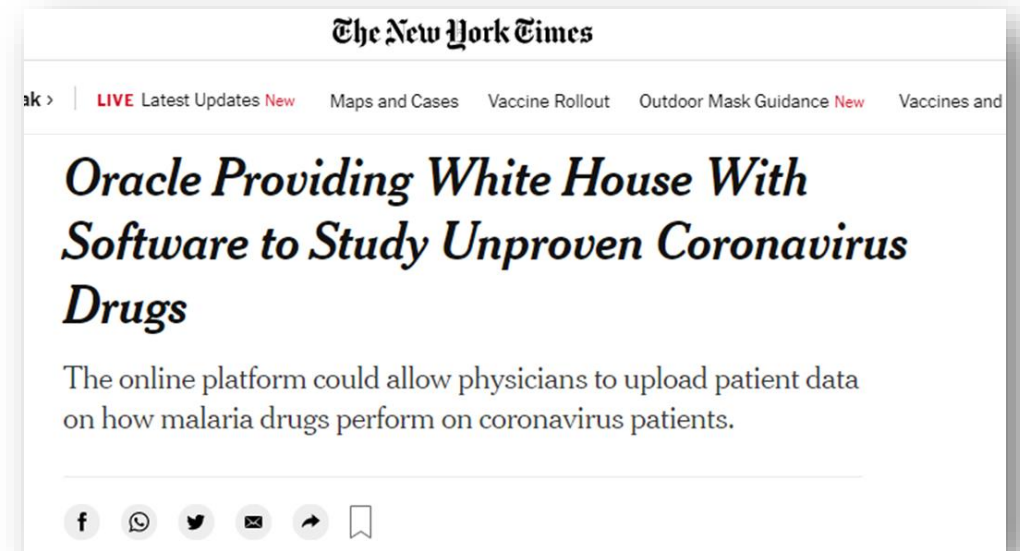 The New York Times
ak > LIVE Latest Updates New Maps and Cases Vaccine Rollout Outdoor Mask Guidance New Vaccines and
Oracle Providing White House With
Software to Study Unproven Coronavirus
Drugs
The online platform could allow physicians to upload patient data
on how malaria drugs perform on coronavirus patients.